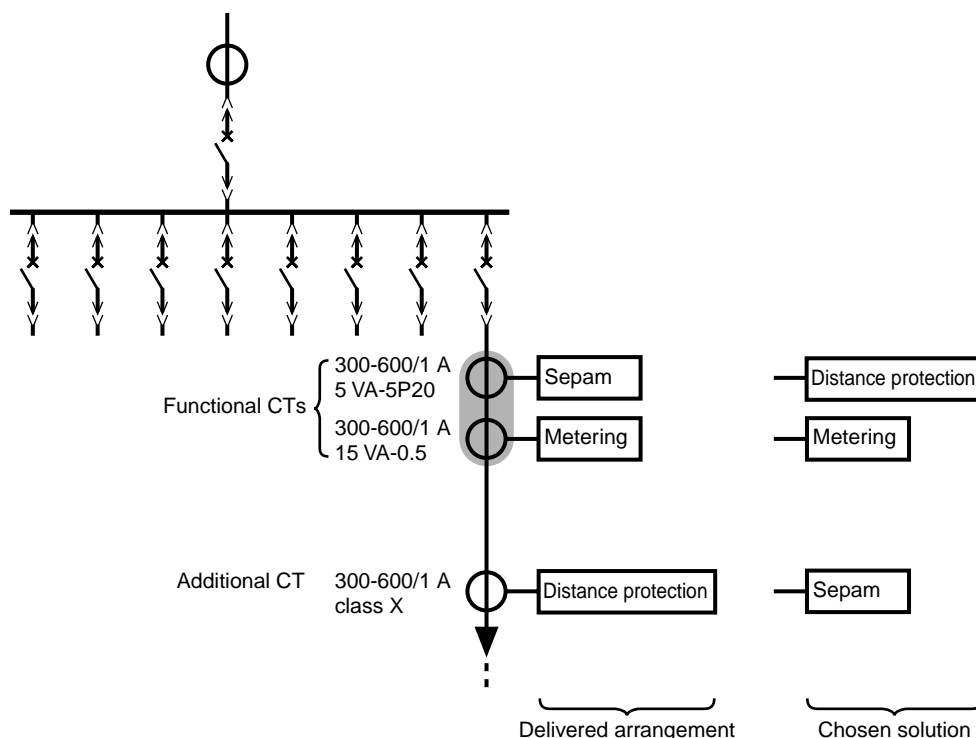 300-600/1 A
5 VA-5P20
Sepam
Distance protection
Functional CTs
300-600/1 A
15 VA-0.5
Metering
Metering
Additional CT
300-600/1 A
class X
Distance protection
Sepam
Delivered arrangement
Chosen solution